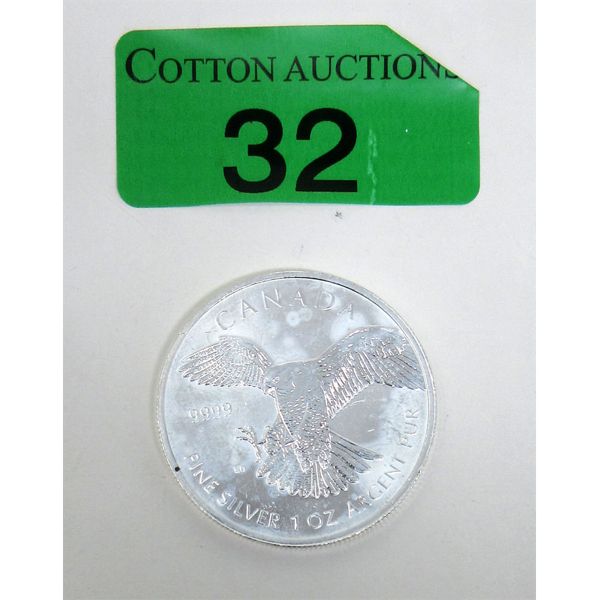 COTTON AUCTIONS
32
CANADA
9999
FINE SILVER 1 OZ ARGENT PUR